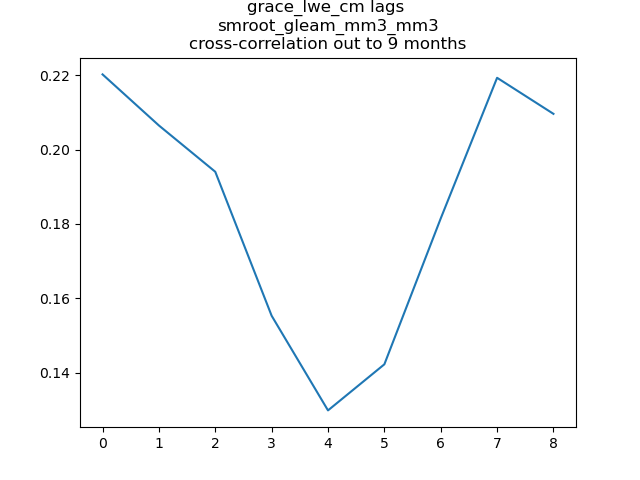 grace_lwe_cm lags
smroot_gleam_mm3_mm3
cross-correlation out to 9 months
0.22
0.20
0.18
0.16
0.14
0 1 2 3 4 5 6 7 8